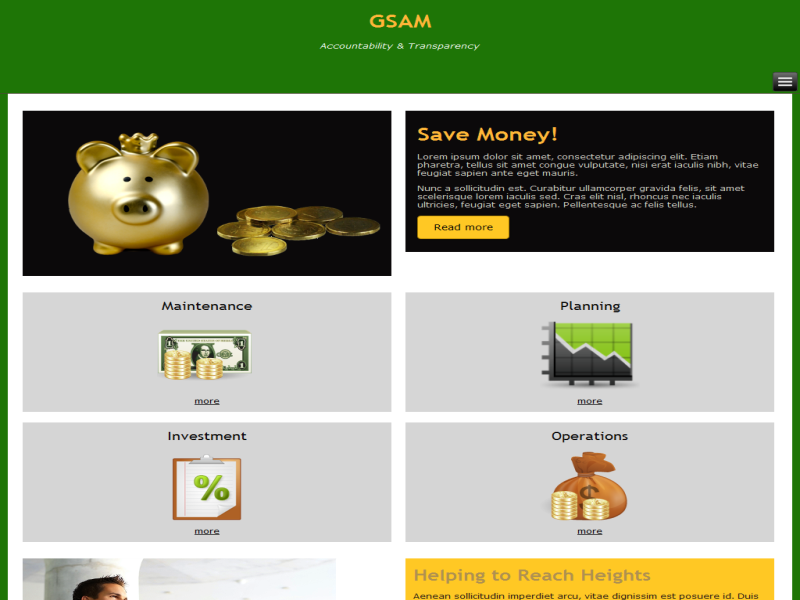 GSAM
Accountability & Transparency
Save Money!
Lorem ipsum dolor sit amet, consectetur adipiscing elit. Etiam
pharetra, tellus sit amet congue vulputate, nisi erat iaculis nibh, vitae
feugiat sapien ante eget mauris.
Nunc a sollicitudin est. Curabitur ullamcorper gravida felis, sit amet
scelerisque lorem iaculis sed. Cras elit nisl, rhoncus nec iaculis
ultricies, feugiat eget sapien. Pellentesque ac felis tellus.
Read more
Maintenance
more
Planning
more
Investment
%
more
Operations
more
Helping to Reach Heights
Aenean sollicitudin imperdiet arcu, vitae dignissim est posuere id. Duis